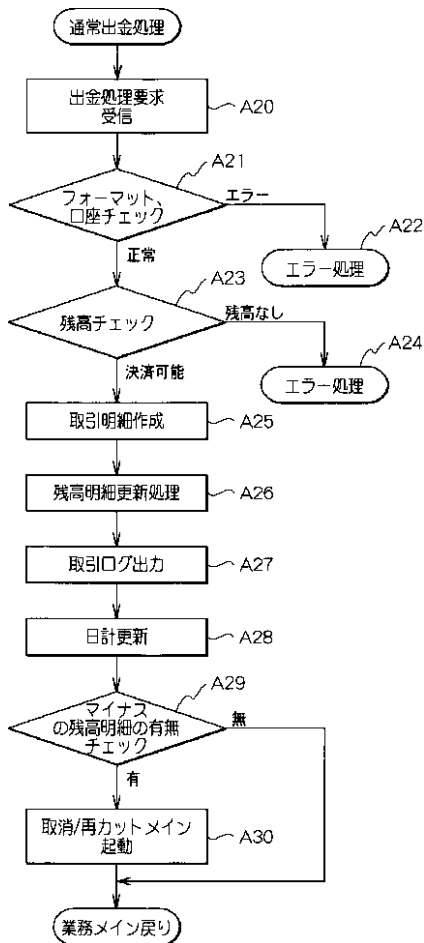 通常出金処理
出金処理要求
受信
A20
A21
フォーマット、
口座チェック
エラー
A22
エラー処理
正常
A23
残高チェック
残高なし
A24
エラー処理
決済可能
取引明細作成
A25
残高明細更新処理
A26
取引ログ出力
A27
日計更新
A28
A29
マイナス
の残高明細の有無
チェック
無
有
取消/再カットメイン
起動
A30
業務メイン戻り